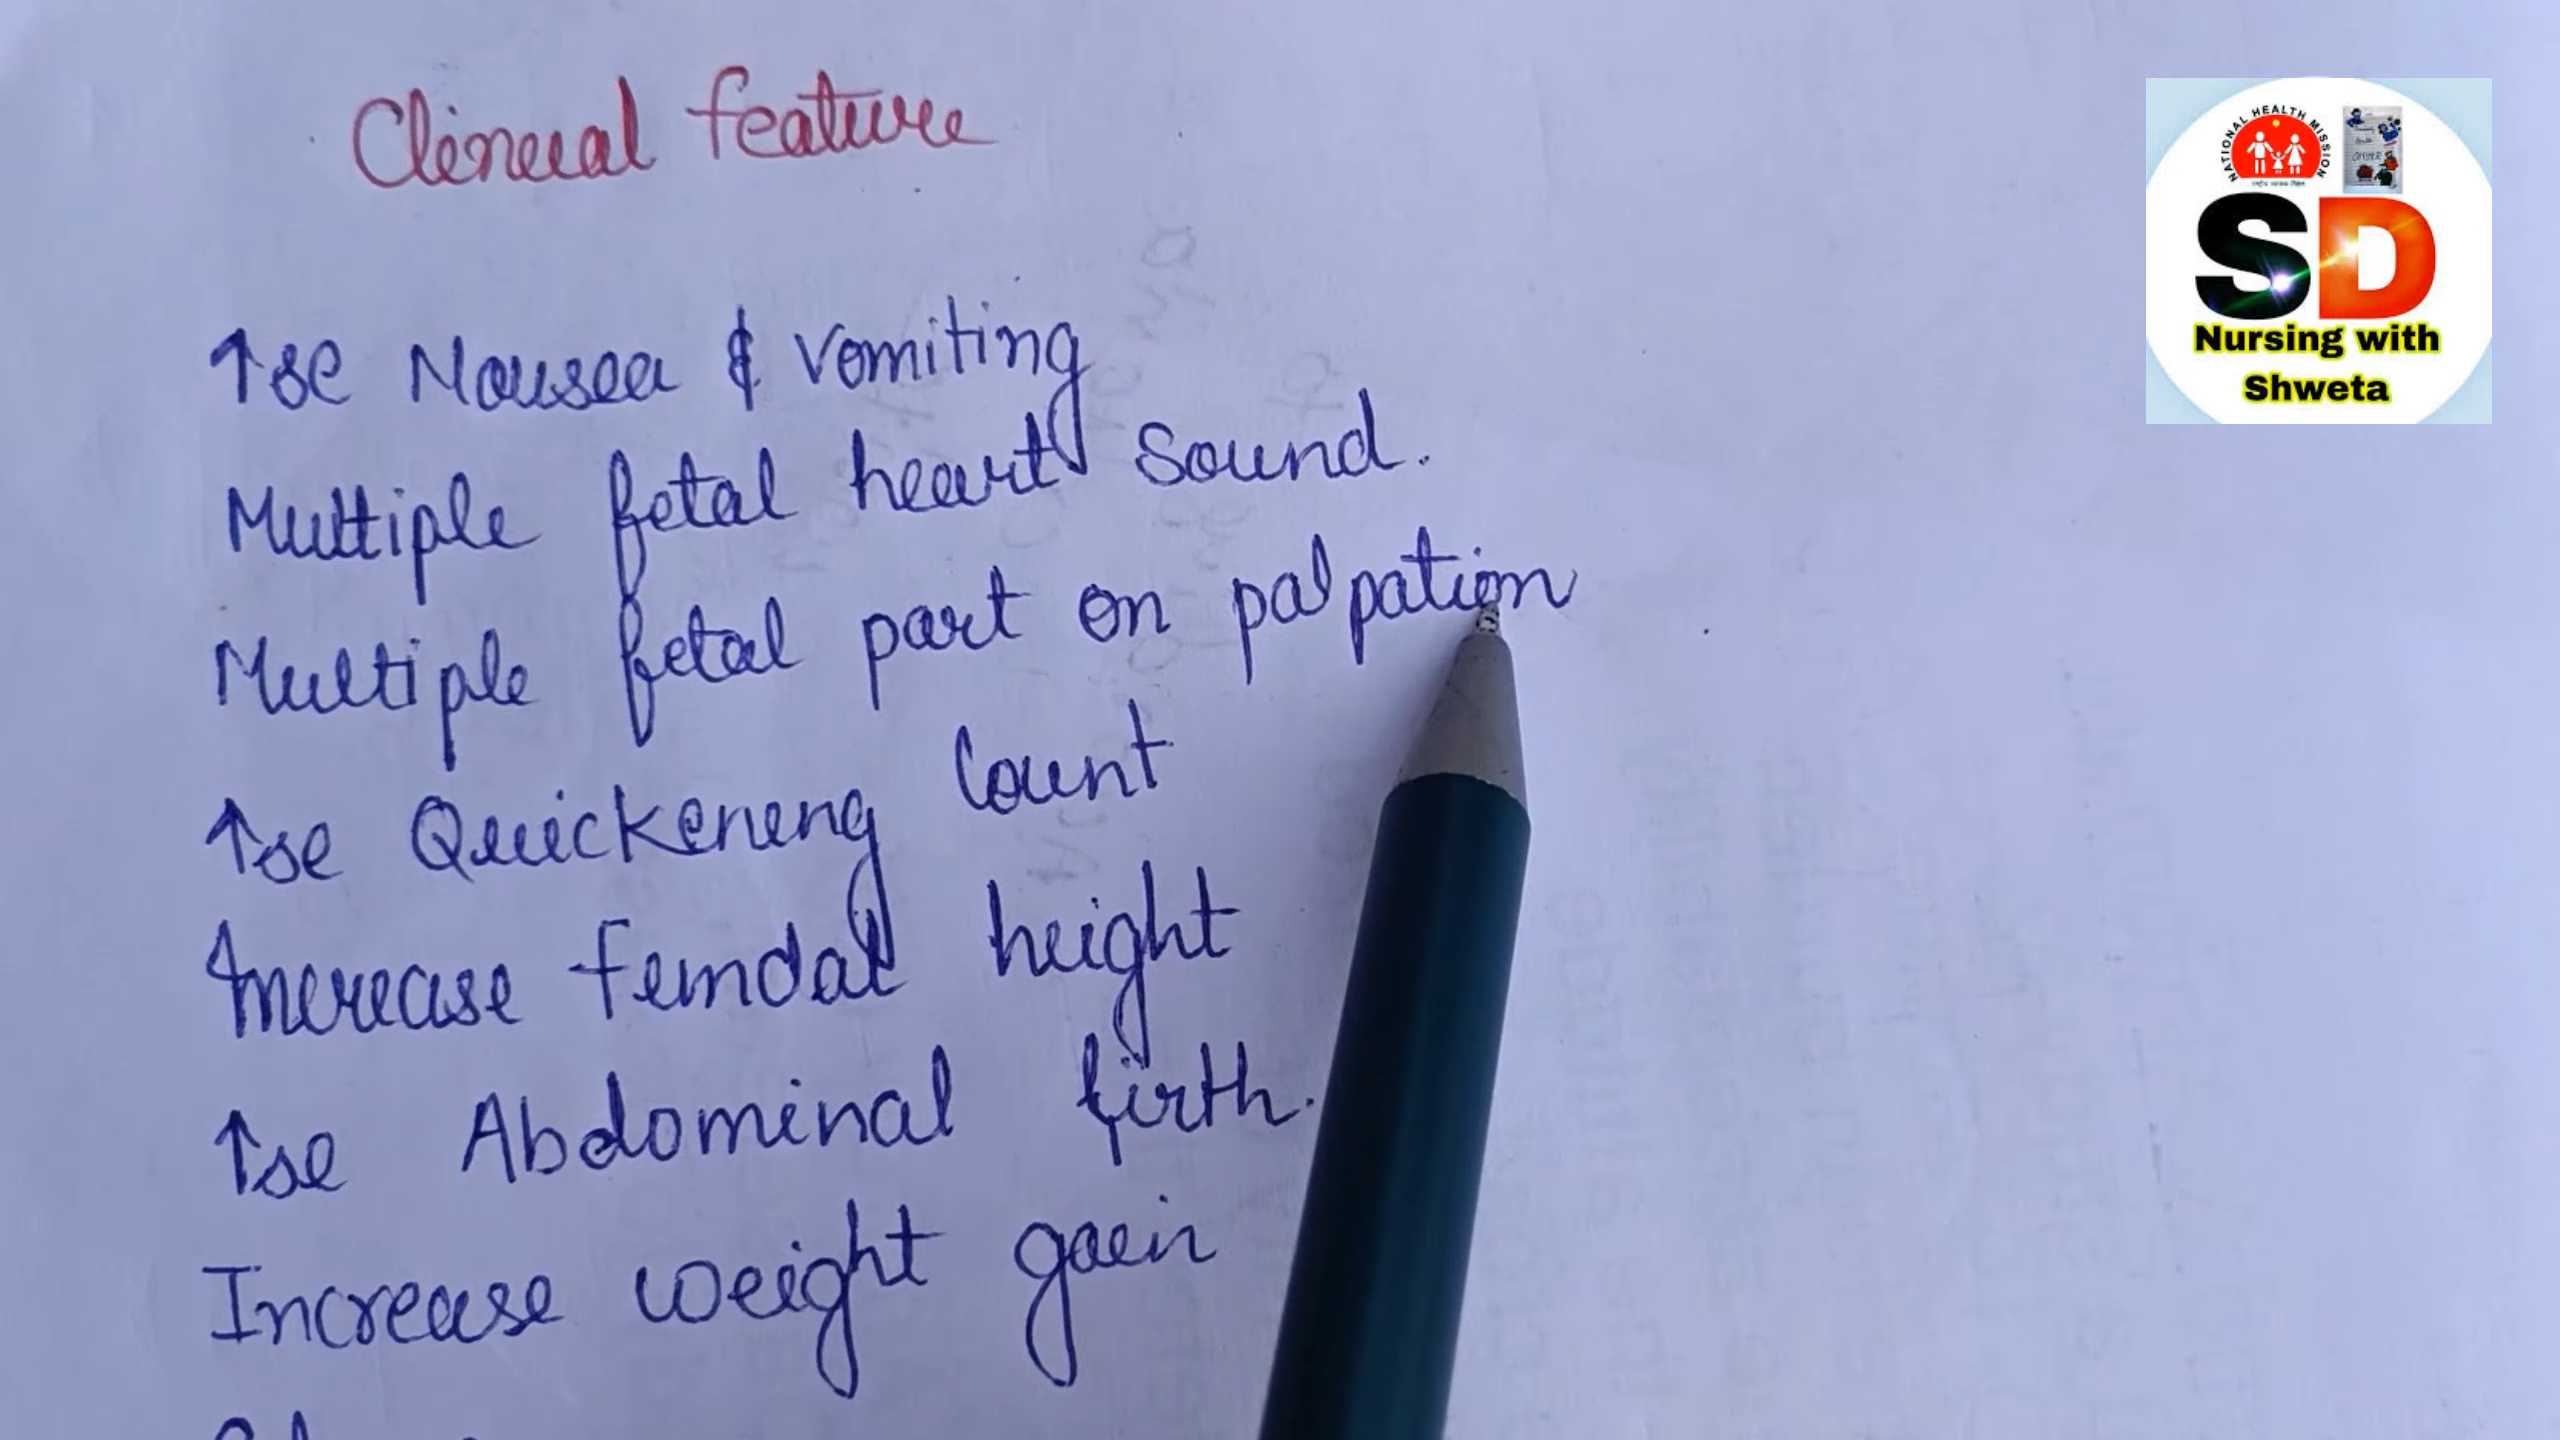 Clinical feature
↑se Nausea & vomiting
Multiple fetal heart sound.
Multiple fetal part on palpation
↑se Quickening Count
Increase fundal height
↑se Abdominal girth.
Increase weight gain
NATIONAL HEALTH MISSION
SD
Nursing with
Shweta